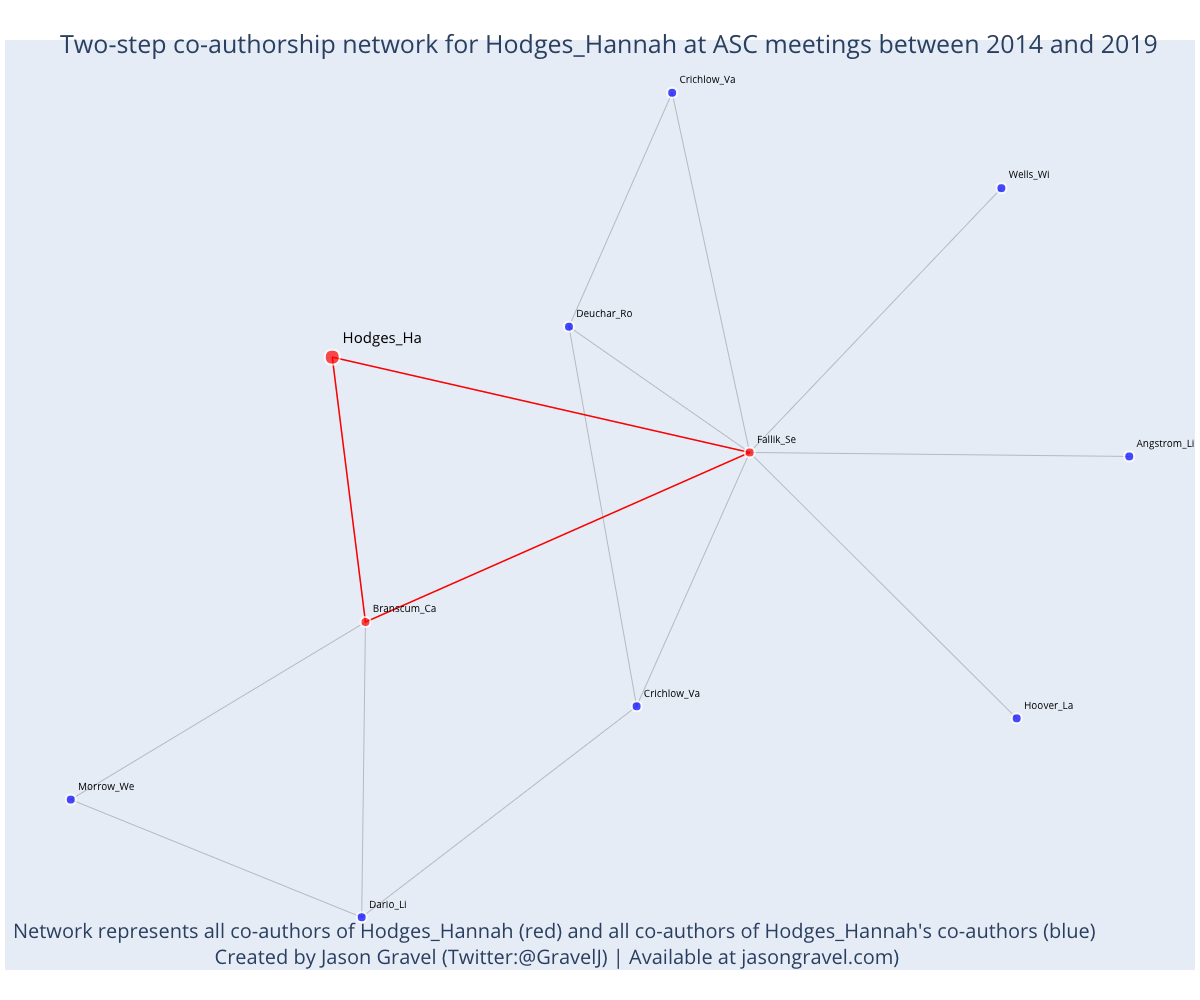 Two-step co-authorship network for Hodges_Hannah at ASC meetings between 2014 and 2019
Crichlow_Va
Wells_Wi
Deuchar_Ro
Hodges_Ha
Fallik_Se
Angstrom_Li
Branscum_Ca
Crichlow_Va
Hoover_La
Morrow_We
Dario_Li
Network represents all co-authors of Hodges_Hannah (red) and all co-authors of Hodges_Hannah's co-authors (blue)
Created by Jason Gravel (Twitter:@GravelJ) | Available at jasongravel.com)